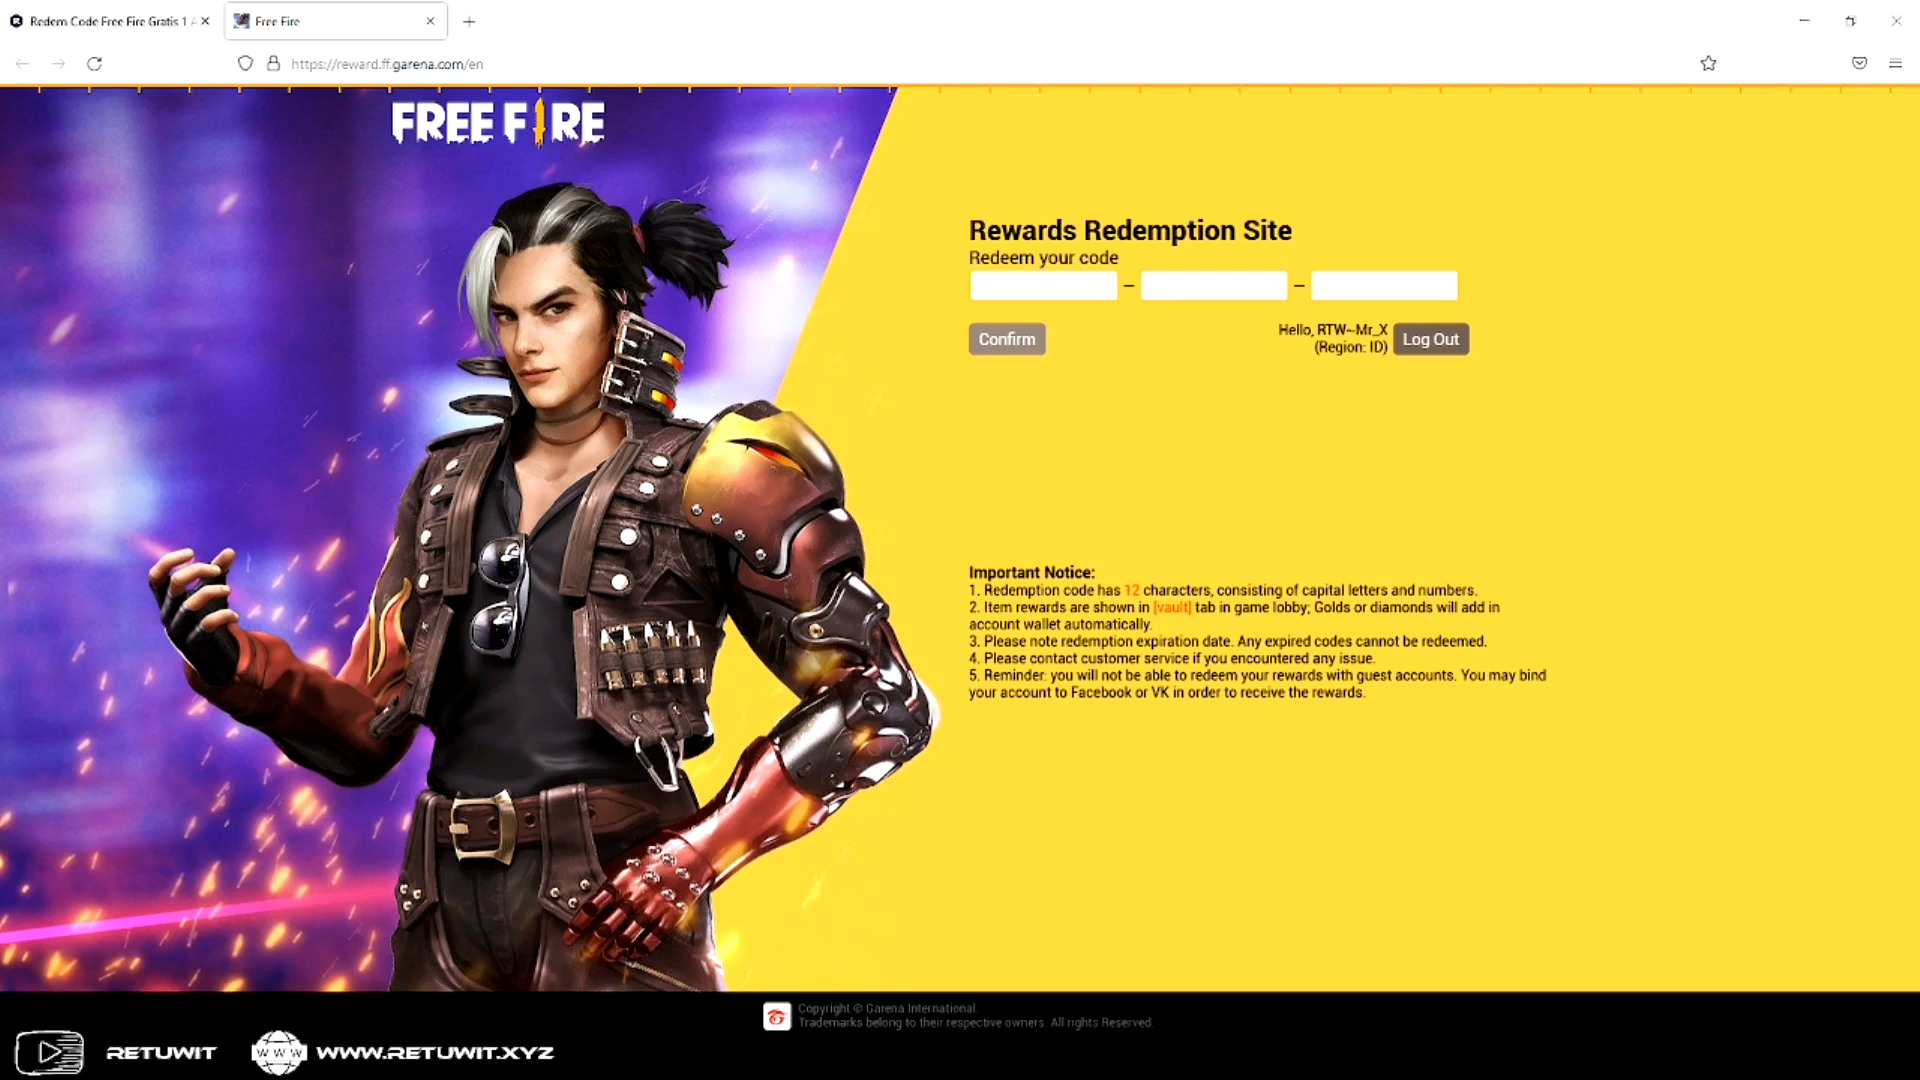 Redem Code Free Fire Gratis 1
Free Fire
https://reward.ff.garena.com/en
FREE FIRE
Rewards Redemption Site
Redeem your code
– –
Confirm
Hello, RTW~Mr_X
(Region: ID)
Log Out
Important Notice:
1. Redemption code has 12 characters, consisting of capital letters and numbers.
2. Item rewards are shown in [vault] tab in game lobby; Golds or diamonds will add in
account wallet automatically.
3. Please note redemption expiration date. Any expired codes cannot be redeemed.
4. Please contact customer service if you encountered any issue.
5. Reminder: you will not be able to redeem your rewards with guest accounts. You may bind
your account to Facebook or VK in order to receive the rewards.
Copyright © Garena International.
Trademarks belong to their respective owners. All rights Reserved.
RETUWIT
WWW
WWW.RETUWIT.XYZ